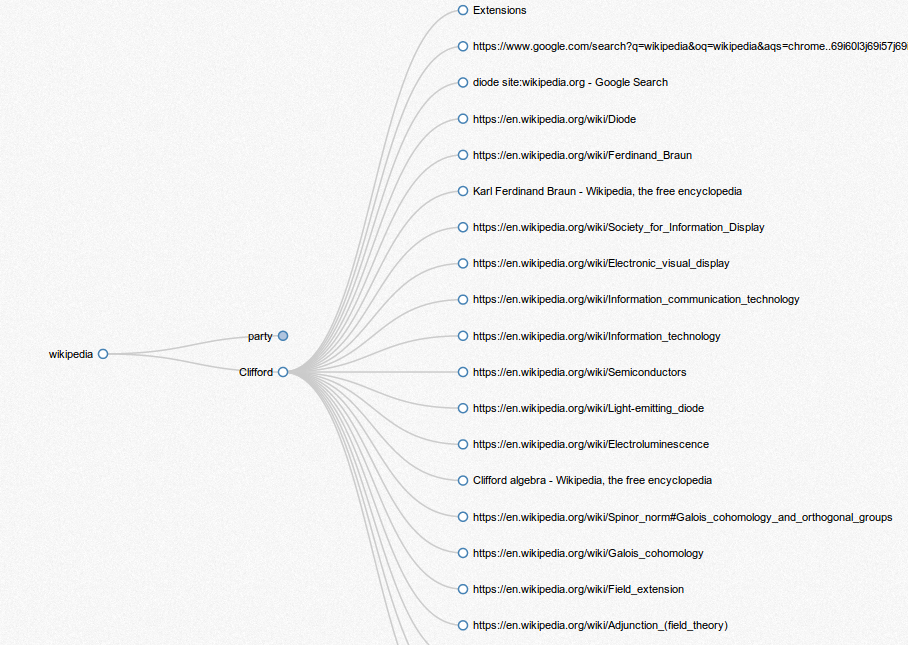 Extensions
https://www.google.com/search?q=wikipedia&oq=wikipedia&aqs=chrome..69i60l3j69i57j69
diode site:wikipedia.org - Google Search
https://en.wikipedia.org/wiki/Diode
https://en.wikipedia.org/wiki/Ferdinand_Braun
Karl Ferdinand Braun - Wikipedia, the free encyclopedia
https://en.wikipedia.org/wiki/Society_for_Information_Display
https://en.wikipedia.org/wiki/Electronic_visual_display
https://en.wikipedia.org/wiki/Information_communication_technology
party
https://en.wikipedia.org/wiki/Information_technology
wikipedia
Clifford
https://en.wikipedia.org/wiki/Semiconductors
https://en.wikipedia.org/wiki/Light-emitting_diode
https://en.wikipedia.org/wiki/Electroluminescence
Clifford algebra - Wikipedia, the free encyclopedia
https://en.wikipedia.org/wiki/Spinor_norm#Galois_cohomology_and_orthogonal_groups
https://en.wikipedia.org/wiki/Galois_cohomology
https://en.wikipedia.org/wiki/Field_extension
https://en.wikipedia.org/wiki/Adjunction_(field_theory)